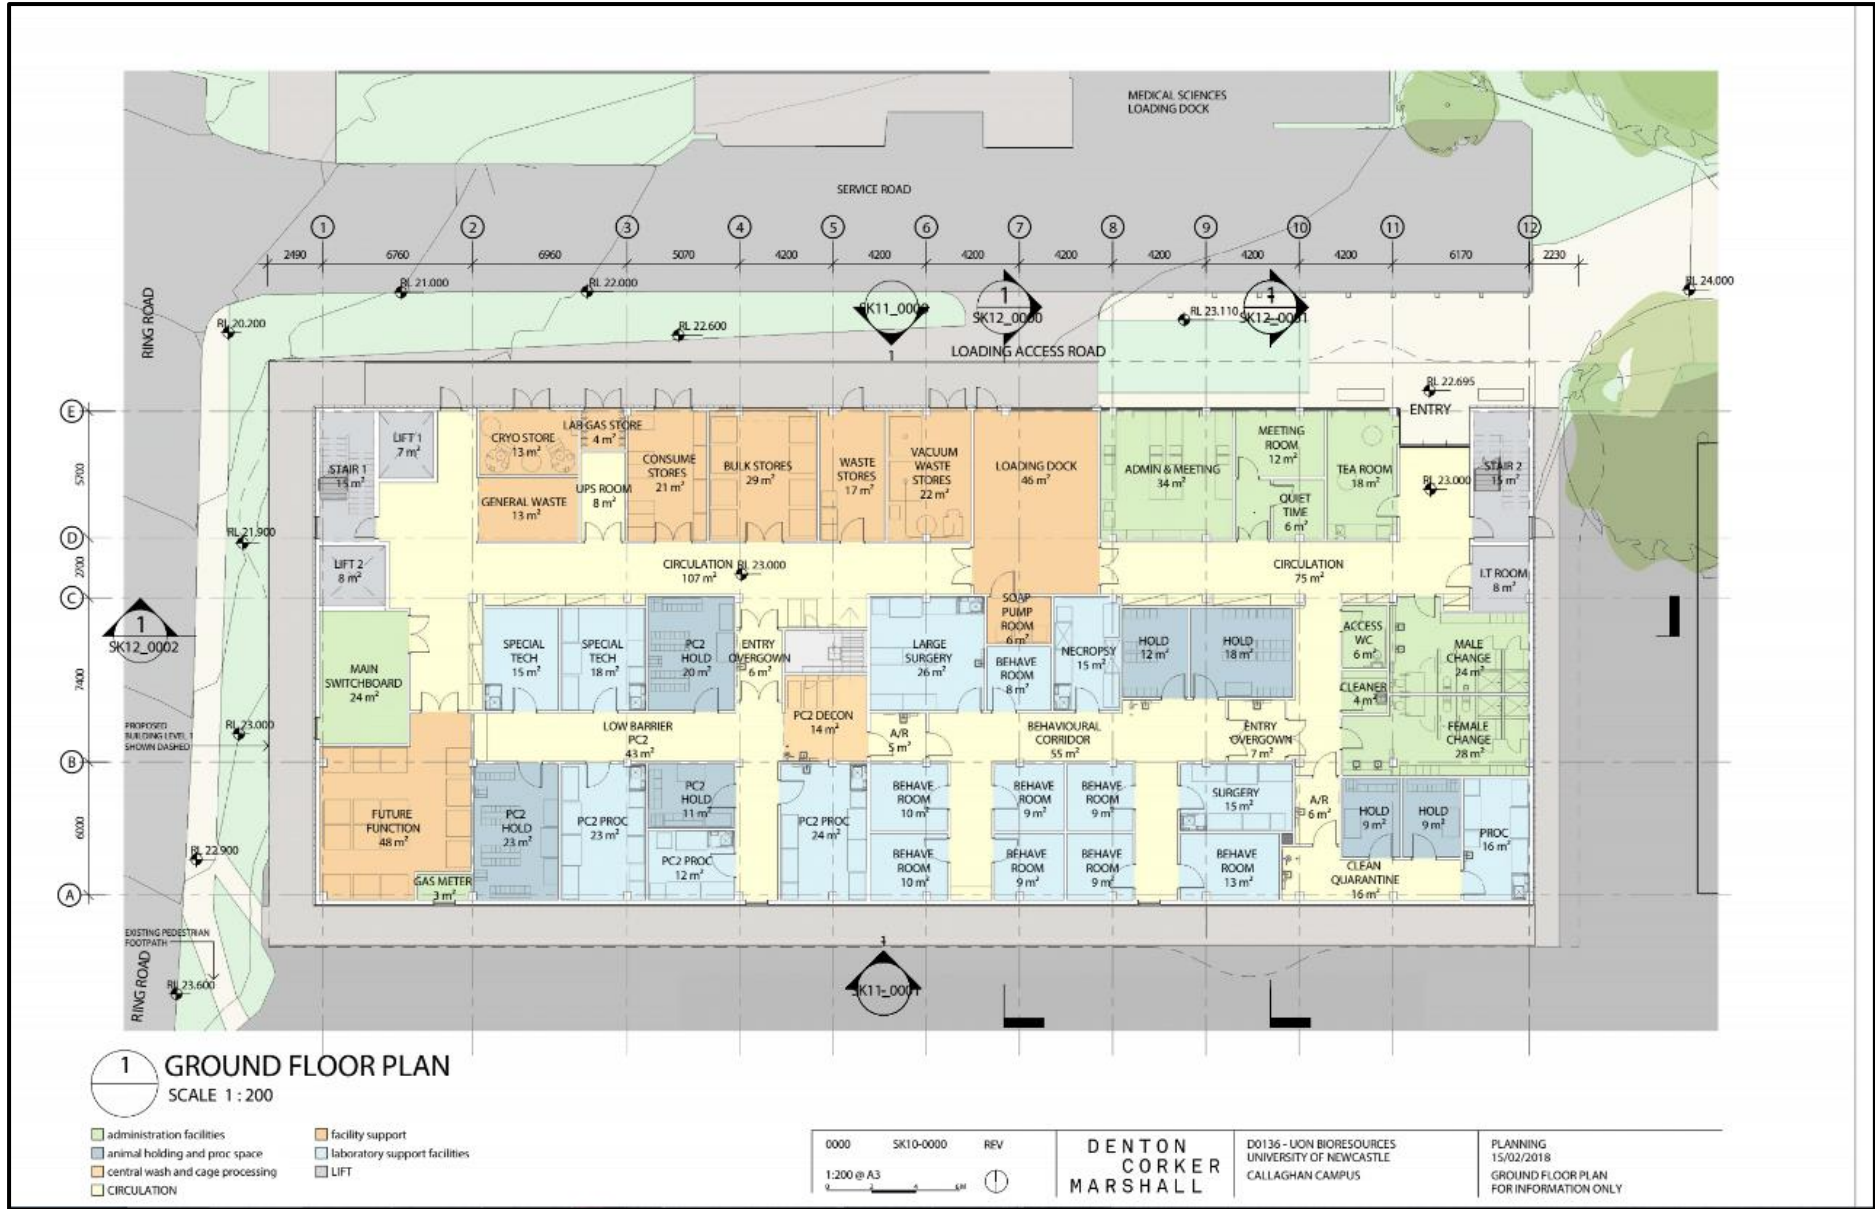 MEDICAL SCIENCES
LOADING DOCK
SERVICE ROAD
1
2
3
4
5
6
7
8
9
10
11
12
2490
5760
6960
5070
4200
4200
4200
4200
4200
4200
4200
6170
2230
RL 21.000
RL 22.000
RL 24.000
RING ROAD
RL 20.200
RL 22.600
1
SK12_0000
RL 23.110
1
SK12_0001
1
LOADING ACCESS ROAD
RL 22.695
ENTRY
E
D
C
B
A
5700
2700
7400
6000
STAIR 1
15 m²
LIFT 1
7 m²
CRYO STORE
13 m²
LAB GAS STORE
4 m²
GENERAL WASTE
13 m²
UPS ROOM
8 m²
CONSUME
STORES
21 m²
BULK STORES
29 m²
WASTE
STORES
17 m²
VACUUM
WASTE
STORES
22 m²
LOADING DOCK
46 m²
ADMIN & MEETING
34 m²
MEETING
ROOM
12 m²
QUIET
TIME
6 m²
TEA ROOM
18 m²
RL 23.000
STAIR 2
15 m²
RL 21.900
LIFT 2
8 m²
CIRCULATION
107 m²
RL 23.000
CIRCULATION
75 m²
I.T ROOM
8 m²
1
SK12_0002
MAIN
SWITCHBOARD
24 m²
SPECIAL
TECH
15 m²
SPECIAL
TECH
18 m²
PC2
HOLD
20 m²
ENTRY
OVERGOWN
6 m²
PC2 DECON
14 m²
LARGE
SURGERY
26 m²
SOAP
PUMP
ROOM
6 m²
BEHAVE
ROOM
8 m²
NECROPSY
15 m²
HOLD
12 m²
HOLD
18 m²
ACCESS
WC
6 m²
CLEANER
4 m²
MALE
CHANGE
24 m²
FEMALE
CHANGE
28 m²
PROPOSED
BUILDING LEVEL 1
SHOWN DASHED
RL 23.000
LOW BARRIER
PC2
43 m²
A/R
5 m²
BEHAVIOURAL
CORRIDOR
55 m²
ENTRY
OVERGOWN
7 m²
FUTURE
FUNCTION
48 m²
GAS METER
3 m²
PC2
HOLD
23 m²
PC2 PROC
23 m²
PC2
HOLD
11 m²
PC2 PROC
12 m²
PC2 PROC
24 m²
BEHAVE
ROOM
10 m²
BEHAVE
ROOM
9 m²
BEHAVE
ROOM
9 m²
BEHAVE
ROOM
10 m²
BEHAVE
ROOM
9 m²
BEHAVE
ROOM
9 m²
SURGERY
15 m²
BEHAVE
ROOM
13 m²
A/R
6 m²
HOLD
9 m²
HOLD
9 m²
PROC
16 m²
CLEAN
QUARANTINE
16 m²
RL 22.900
EXISTING PEDESTRIAN
FOOTPATH
RING ROAD
RL 23.600
1
1
GROUND FLOOR PLAN
SCALE 1 : 200
administration facilities
animal holding and proc space
central wash and cage processing
CIRCULATION
facility support
laboratory support facilities
LIFT
0000 SK10-0000 REV
1:200 @ A3
DENTON
CORKER
MARSHALL
D0136 - UON BIORESOURCES
UNIVERSITY OF NEWCASTLE
CALLAGHAN CAMPUS
PLANNING
15/02/2018
GROUND FLOOR PLAN
FOR INFORMATION ONLY